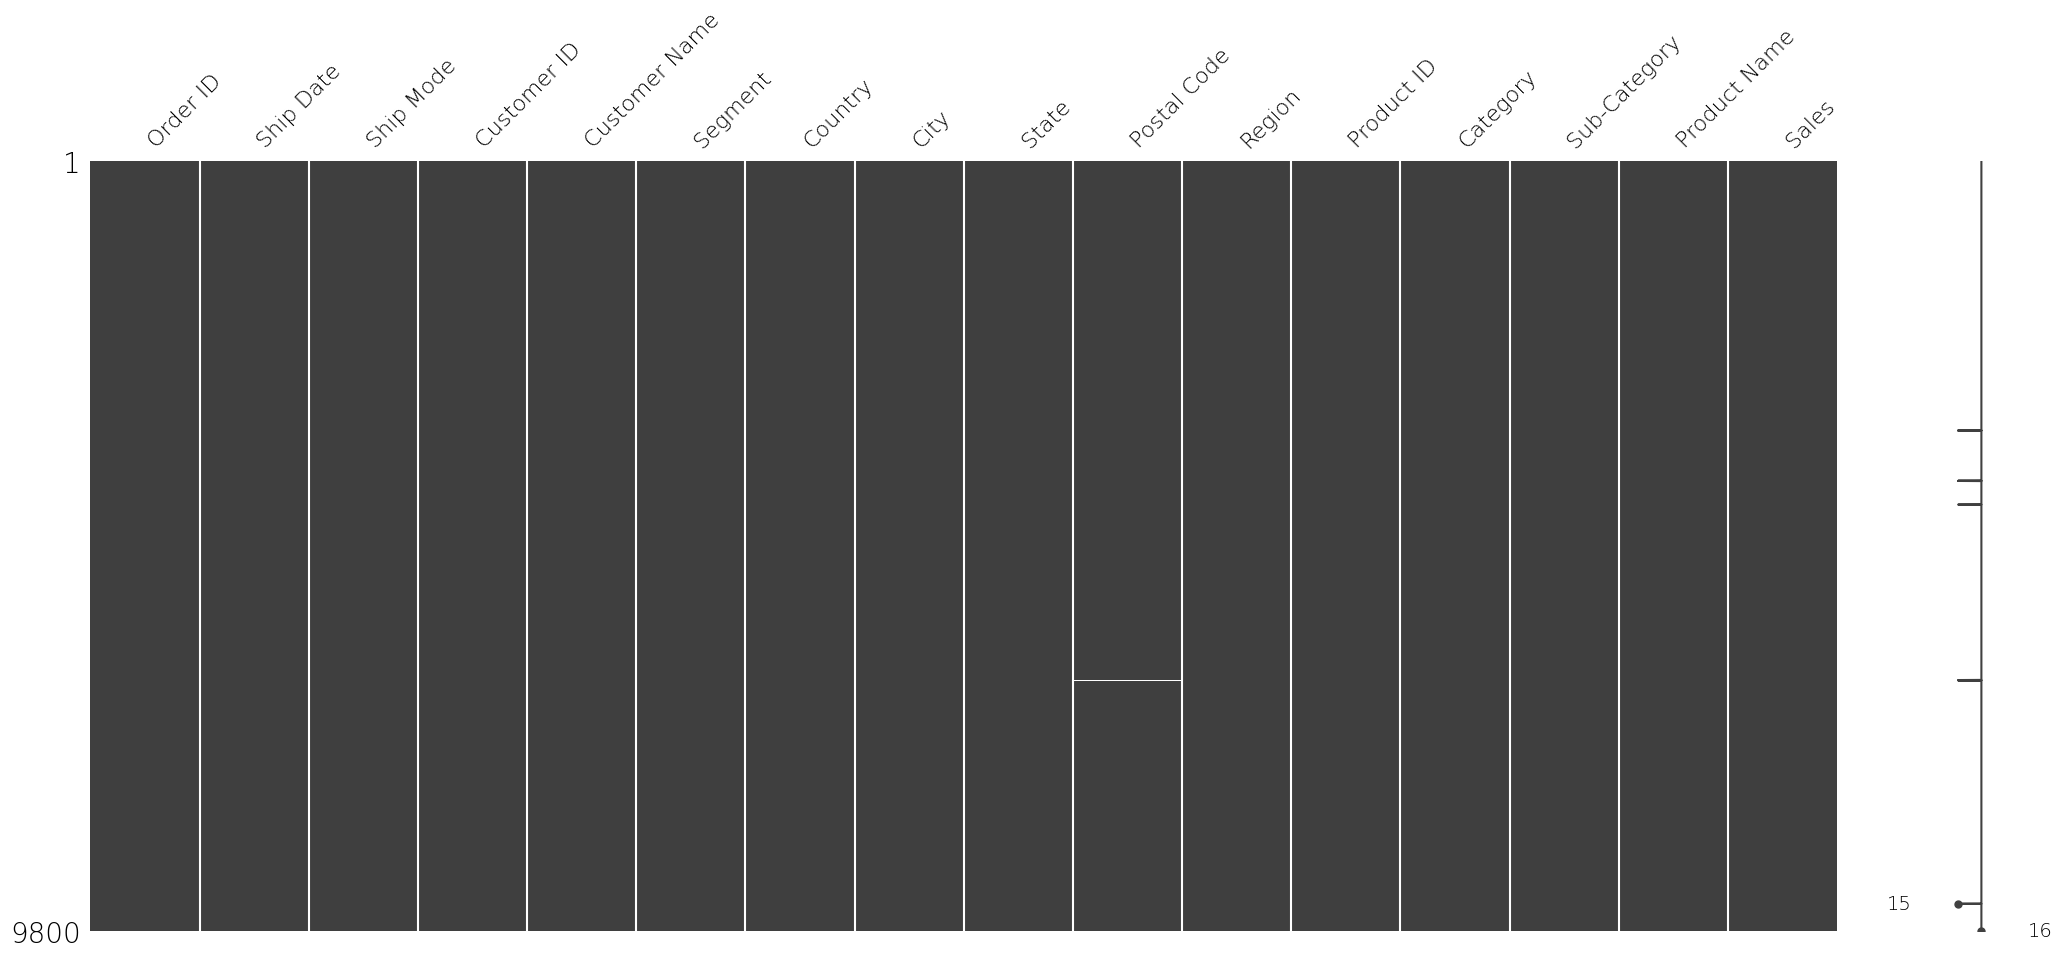 Order ID
Ship Date
Ship Mode
Customer ID
Customer Name
Segment
Country
City
State
Postal Code
Region
Product ID
Category
Sub-Category
Product Name
Sales
1
9800
15
16